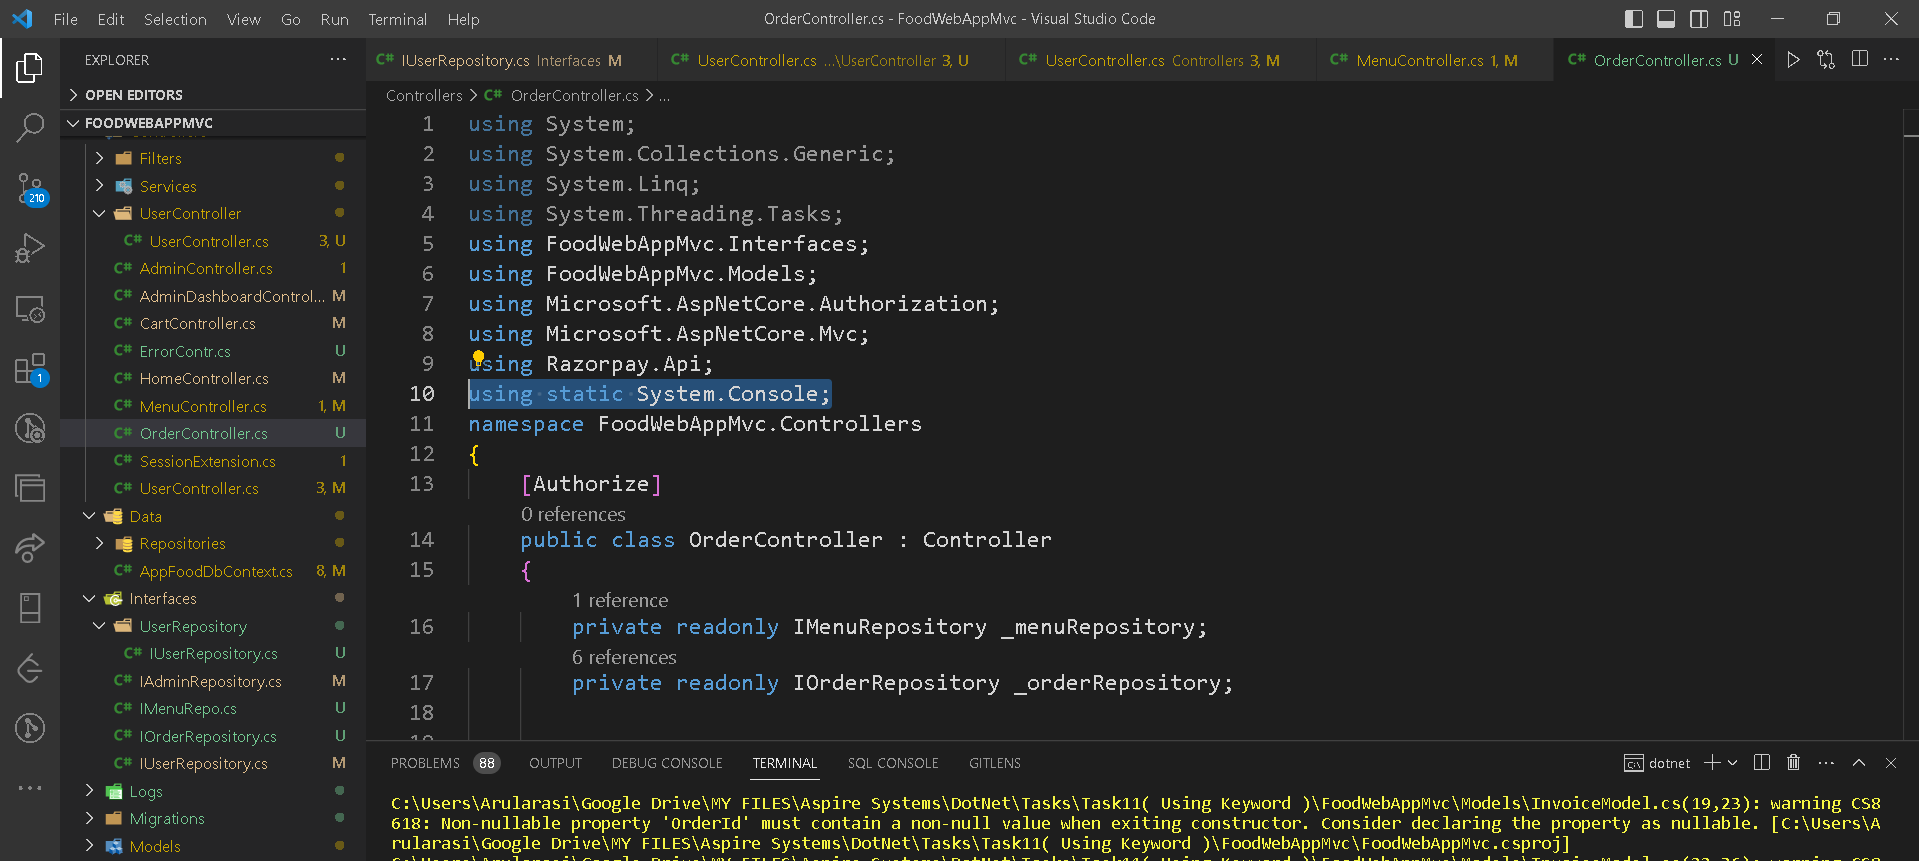 File Edit Selection View Go Run Terminal Help
OrderController.cs - FoodWebAppMvc - Visual Studio Code
EXPLORER
OPEN EDITORS
FOODWEBAPPMVC
Filters
Services
UserController
C# UserController.cs 3, U
C# AdminController.cs 1
C# AdminDashboardControl... M
C# CartController.cs M
C# ErrorContr.cs U
C# HomeController.cs M
C# MenuController.cs 1, M
C# OrderController.cs U
C# SessionExtension.cs 1
C# UserController.cs 3, M
Data
Repositories
C# AppFoodDbContext.cs 8, M
Interfaces
UserRepository
C# IUserRepository.cs U
C# IAdminRepository.cs M
C# IMenuRepo.cs U
C# IOrderRepository.cs U
C# IUserRepository.cs M
Logs
Migrations
Models
210
1
C# IUserRepository.cs Interfaces M
C# UserController.cs ...\UserController 3, U
C# UserController.cs Controllers 3, M
C# MenuController.cs 1, M
C# OrderController.cs U
Controllers > C# OrderController.cs > ...
1 using System;
2 using System.Collections.Generic;
3 using System.Linq;
4 using System.Threading.Tasks;
5 using FoodWebAppMvc.Interfaces;
6 using FoodWebAppMvc.Models;
7 using Microsoft.AspNetCore.Authorization;
8 using Microsoft.AspNetCore.Mvc;
9 using Razorpay.Api;
10 using static System.Console;
11 namespace FoodWebAppMvc.Controllers
12 {
13 [Authorize]
0 references
14 public class OrderController : Controller
15 {
1 reference
16 private readonly IMenuRepository _menuRepository;
6 references
17 private readonly IOrderRepository _orderRepository;
18
PROBLEMS 88 OUTPUT DEBUG CONSOLE TERMINAL SQL CONSOLE GITLENS
dotnet
C:\Users\Arularasi\Google Drive\MY FILES\Aspire Systems\DotNet\Tasks\Task11( Using Keyword )\FoodWebAppMvc\Models\InvoiceModel.cs(19,23): warning CS8
618: Non-nullable property 'OrderId' must contain a non-null value when exiting constructor. Consider declaring the property as nullable. [C:\Users\A
rularasi\Google Drive\MY FILES\Aspire Systems\DotNet\Tasks\Task11( Using Keyword )\FoodWebAppMvc\FoodWebAppMvc.csproj]